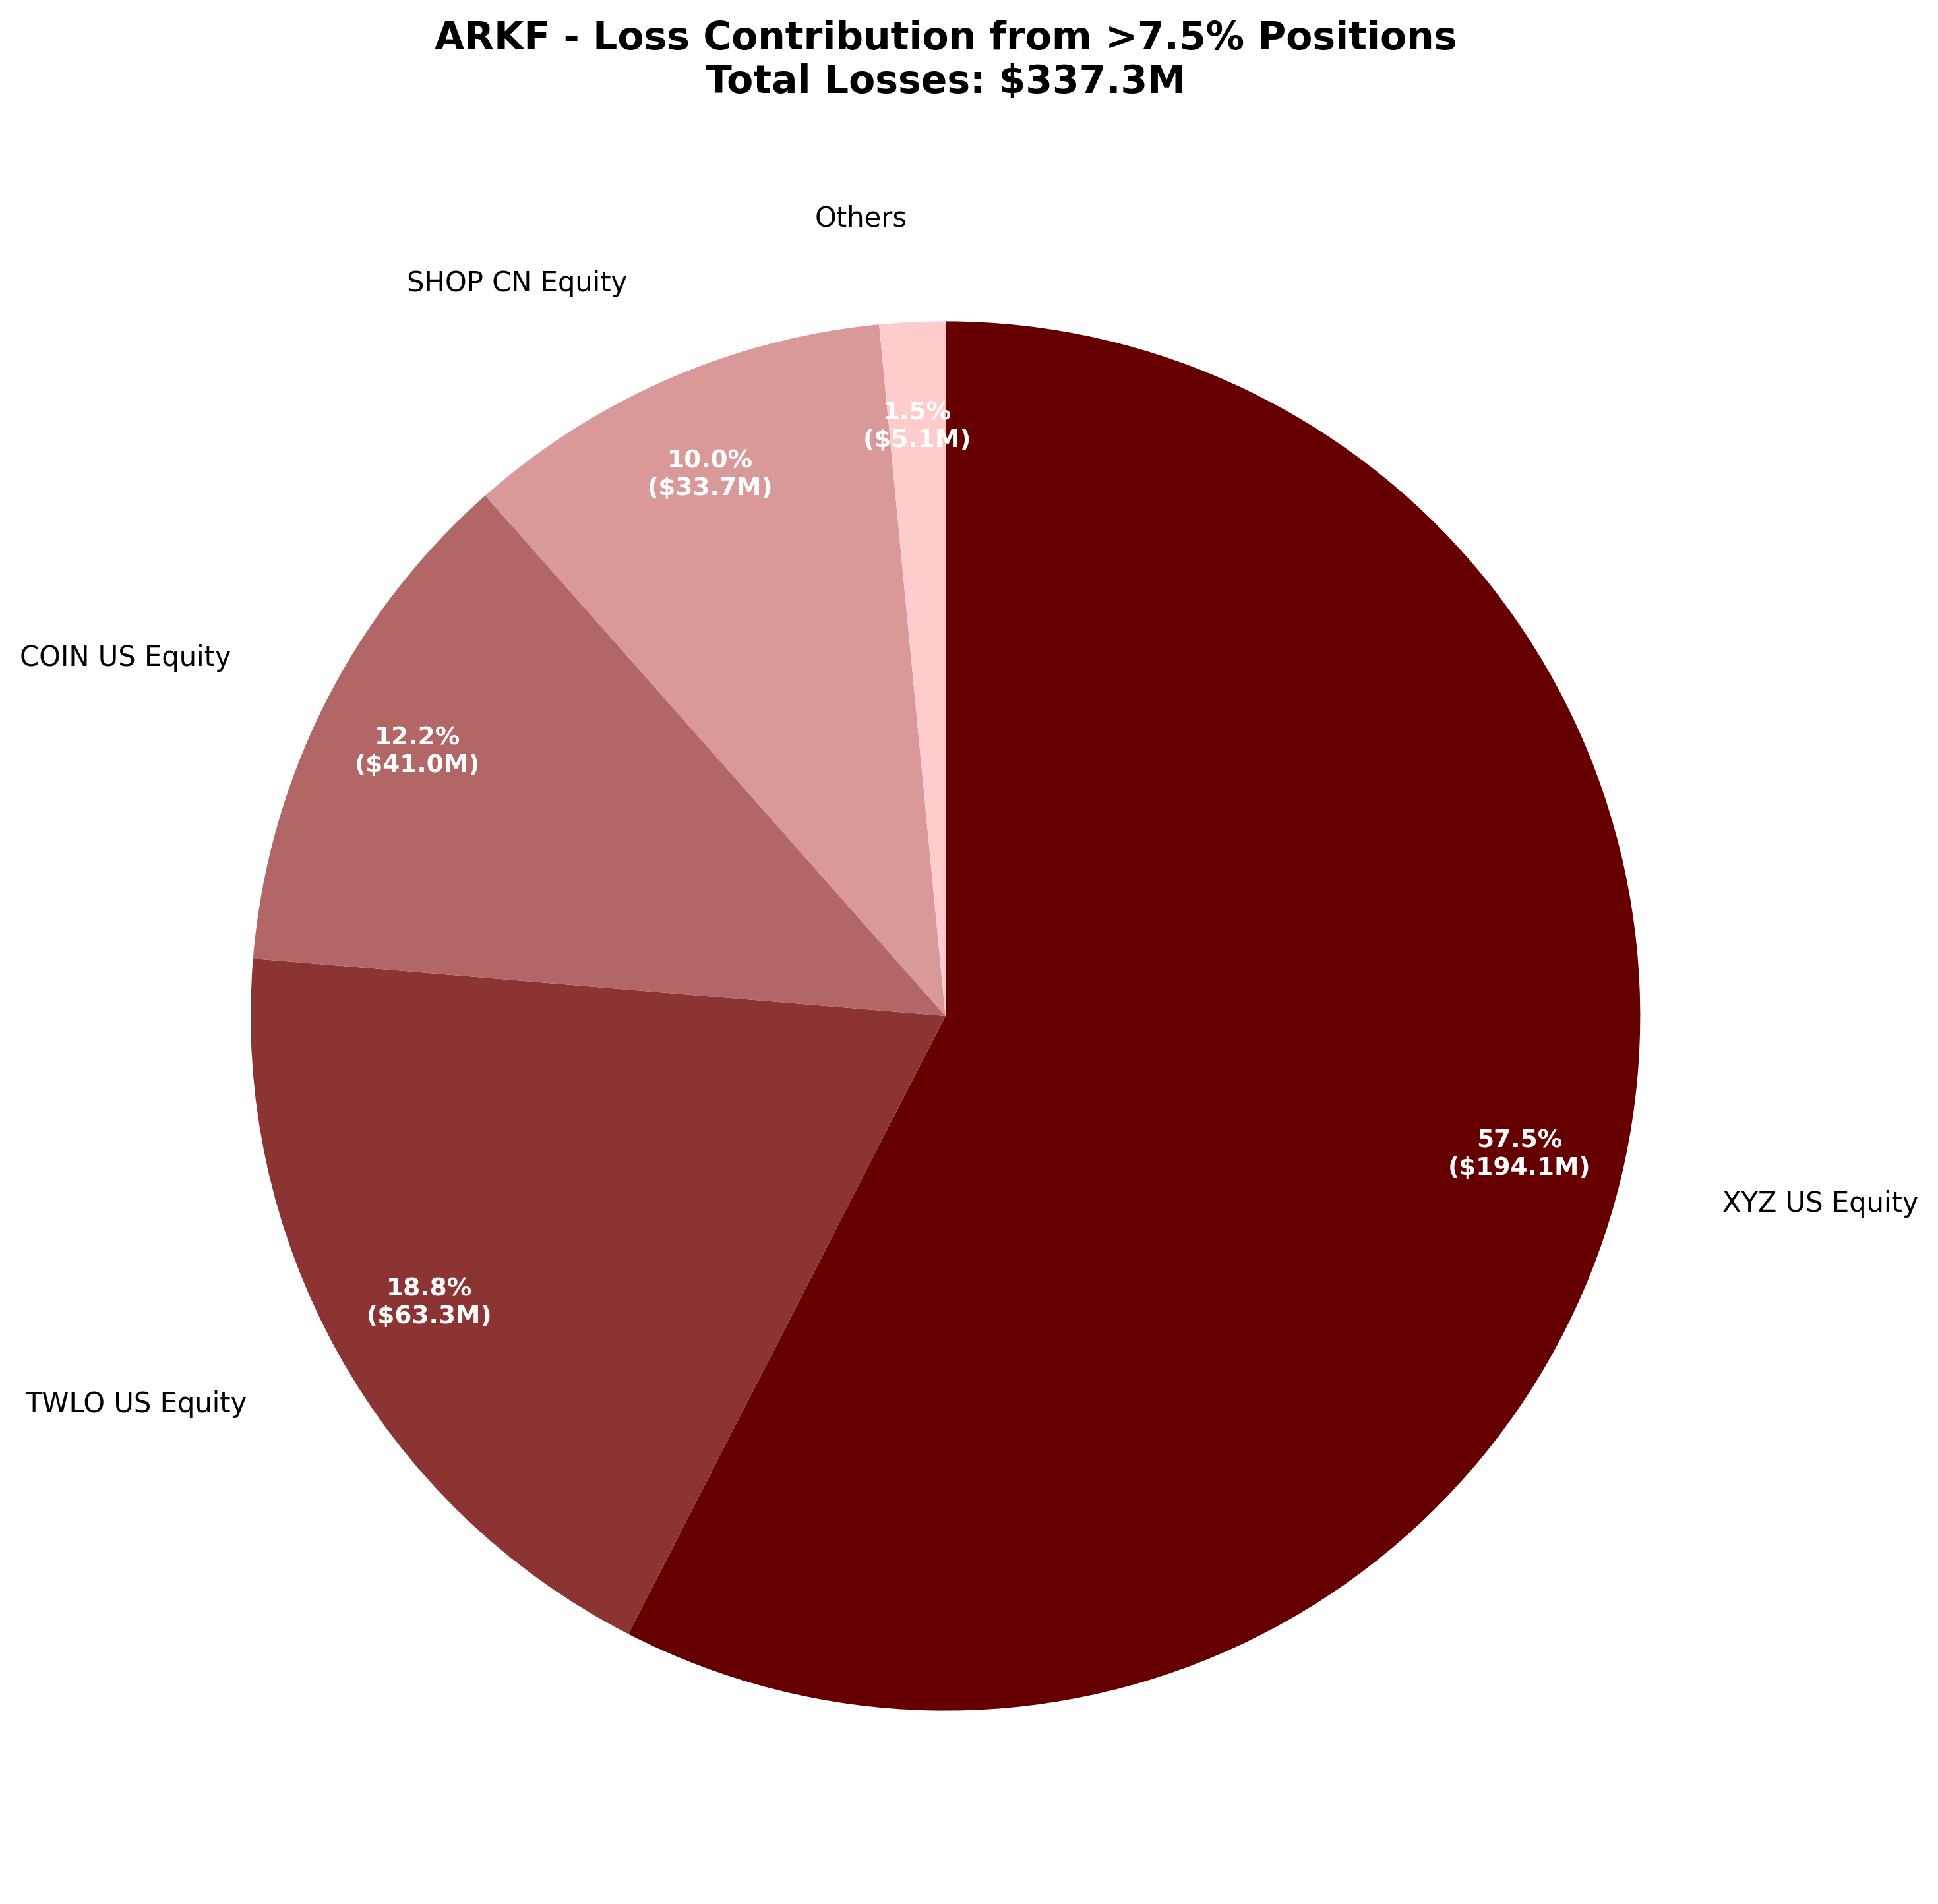 ARKF - Loss Contribution from >7.5% Positions
Total Losses: $337.3M
Others
SHOP CN Equity
1.5%
($5.1M)
10.0%
($33.7M)
COIN US Equity
12.2%
($41.0M)
57.5%
($194.1M)
XYZ US Equity
18.8%
($63.3M)
TWLO US Equity